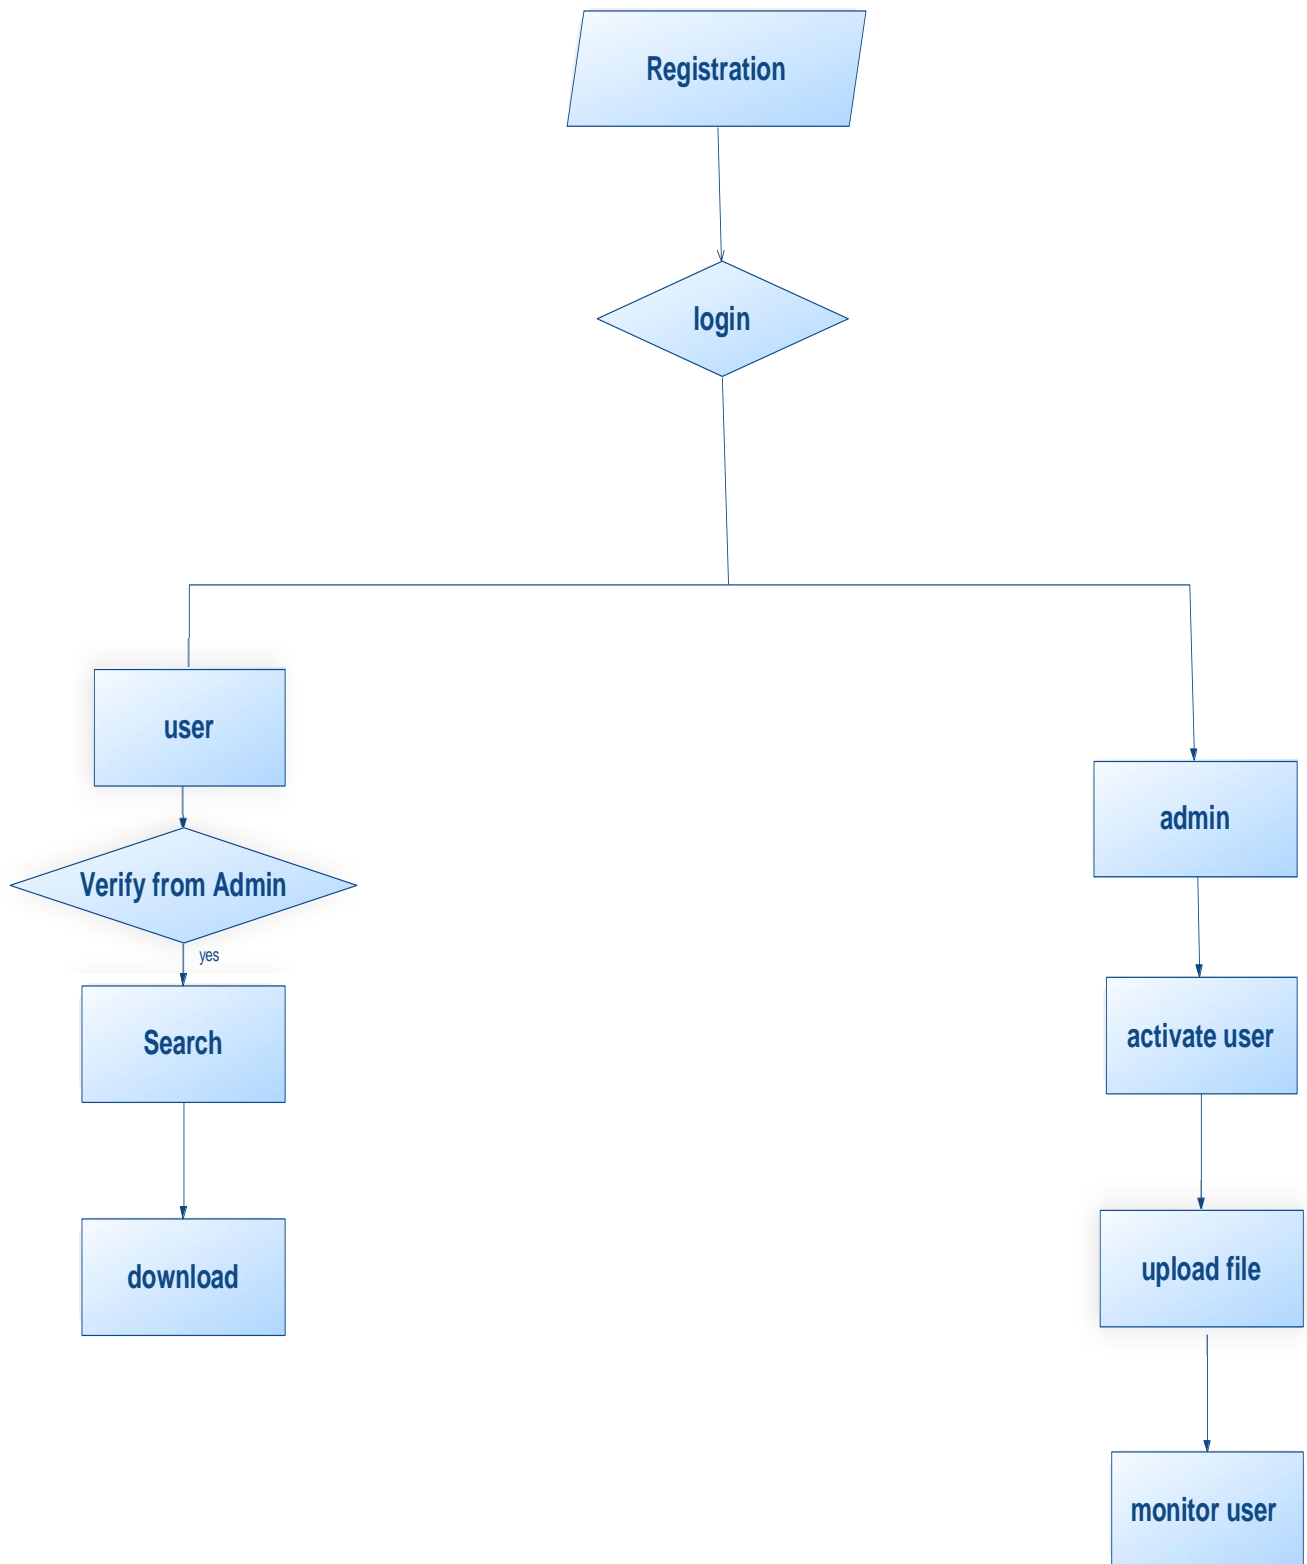 Registration
login
user
Verify from Admin
yes
Search
download
admin
activate user
upload file
monitor user